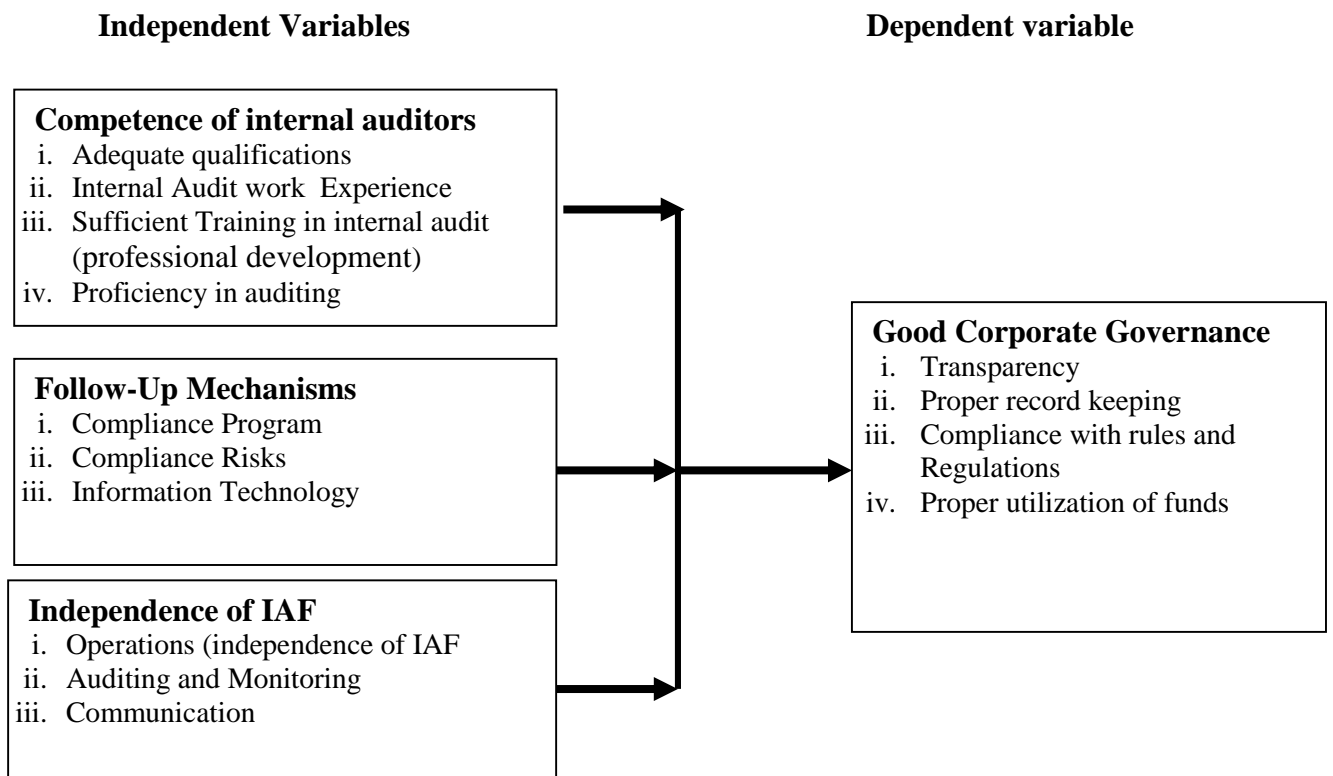 Independent Variables
Dependent variable
Competence of internal auditors
i. Adequate qualifications
ii. Internal Audit work Experience
iii. Sufficient Training in internal audit
(professional development)
iv. Proficiency in auditing
Follow-Up Mechanisms
i. Compliance Program
ii. Compliance Risks
iii. Information Technology
Independence of IAF
i. Operations (independence of IAF
ii. Auditing and Monitoring
iii. Communication
Good Corporate Governance
i. Transparency
ii. Proper record keeping
iii. Compliance with rules and
Regulations
iv. Proper utilization of funds